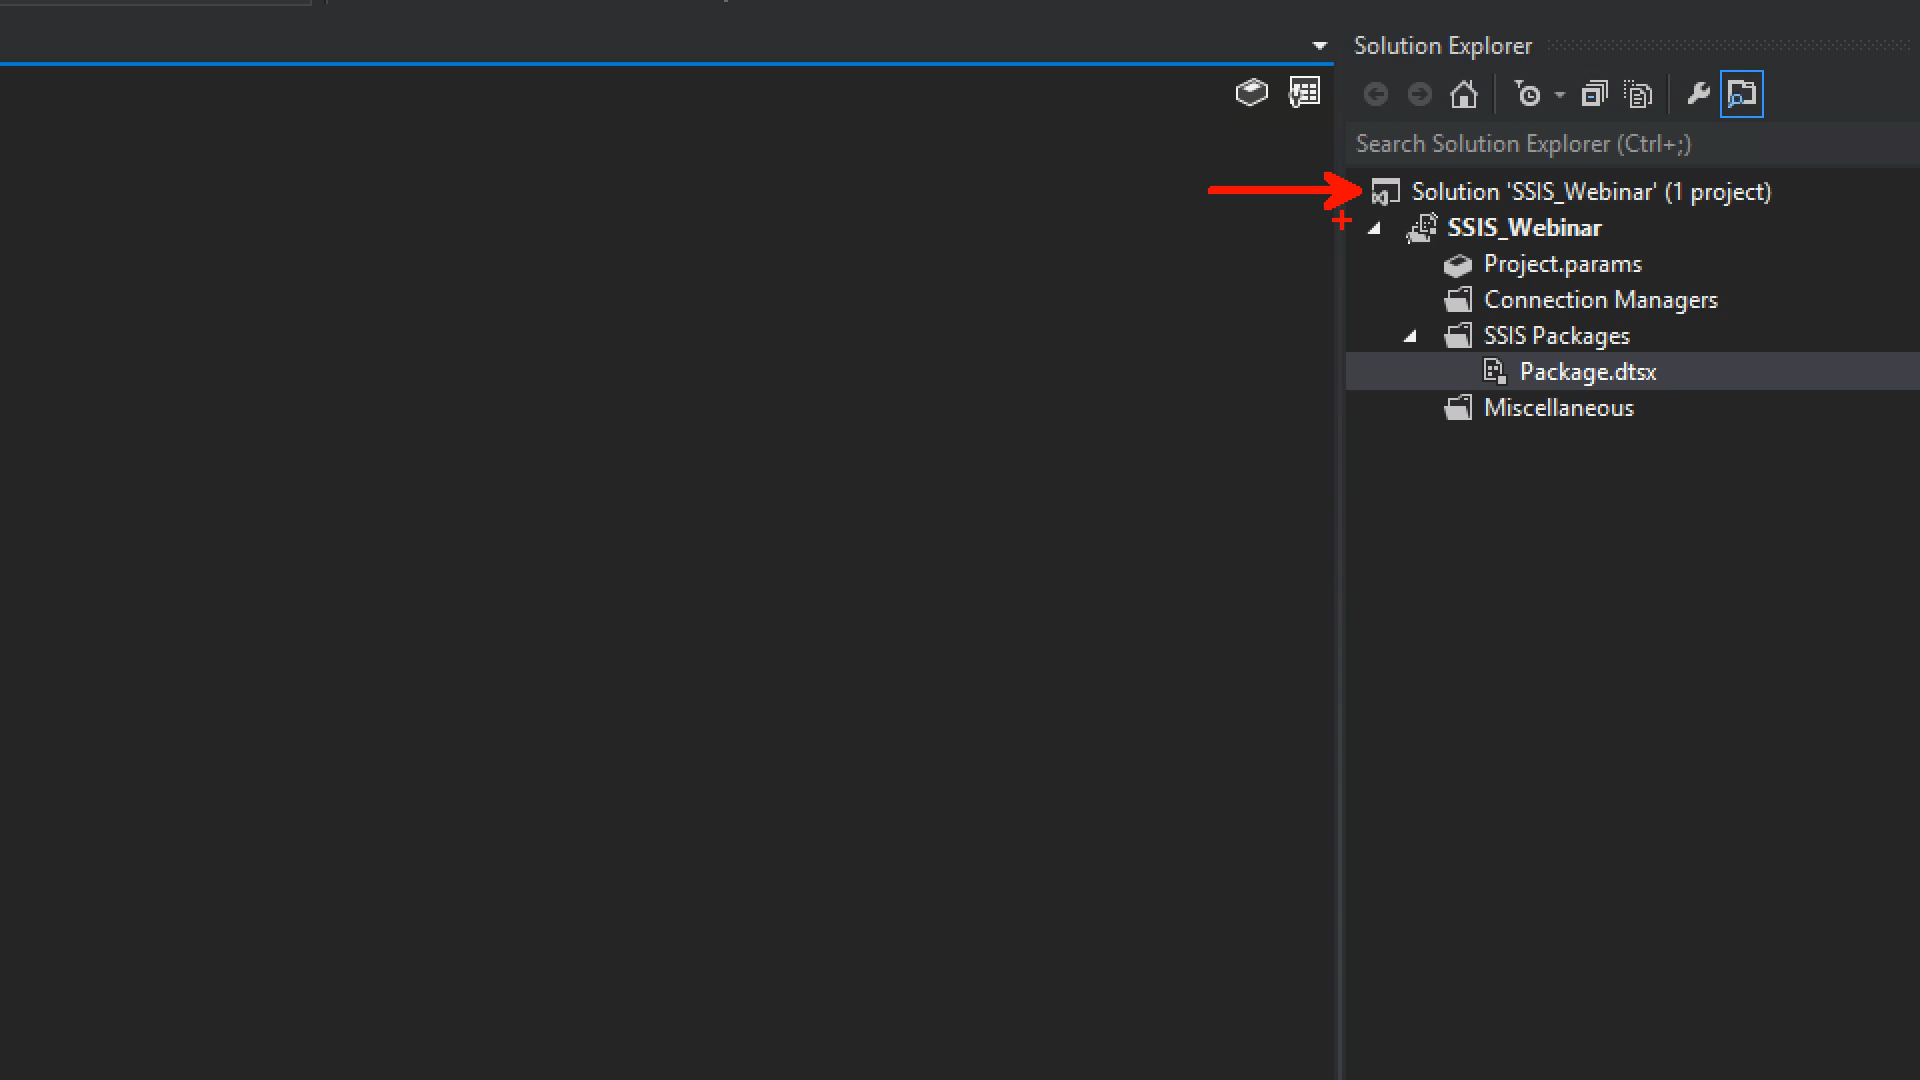 Solution Explorer
Search Solution Explorer (Ctrl+;)
Solution 'SSIS_Webinar' (1 project)
SSIS_Webinar
Project.params
Connection Managers
SSIS Packages
Package.dtsx
Miscellaneous